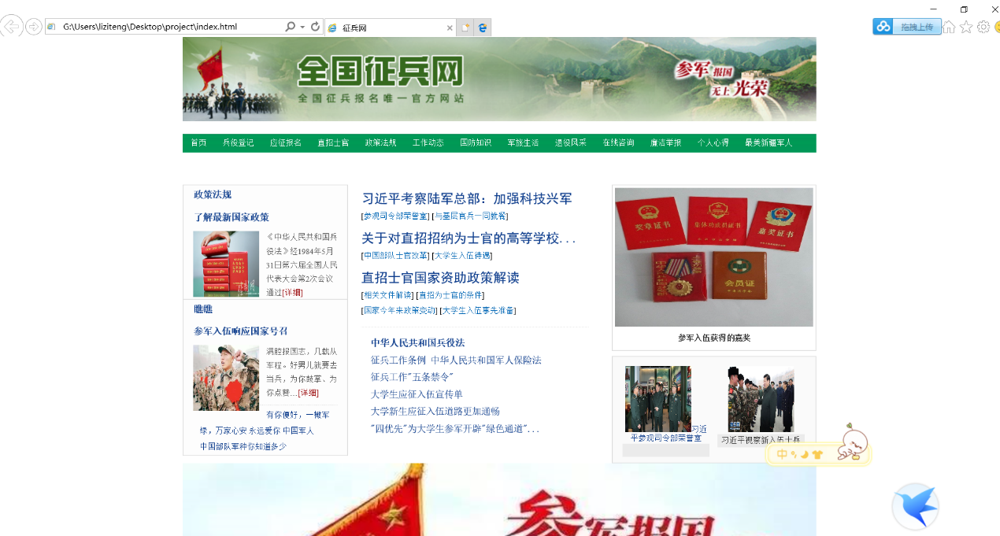 G:\Users\liziteng\Desktop\project\index.html
征兵网
拖拽上传
全国征兵网
全国征兵报名唯一官方网站
参军报国
无上光荣
首页 兵役登记 应征报名 直招士官 政策法规 工作动态 国防知识 军旅生活 退役风采 在线咨询 廉洁举报 个人心得 最美新疆军人
政策法规
了解最新国家政策
《中华人民共和国兵
役法》经1984年5月
31日第六届全国人民
代表大会第2次会议
通过[详细]
瞧瞧
参军入伍响应国家号召
满腔报国志，几载从
军程。好男儿就要去
当兵，为你鼓掌、为
你点赞...[详细]
有你便好，一撇军
绿，万家心安 永远爱你 中国军人
中国部队军种你知道多少
习近平考察陆军总部：加强科技兴军
[参观司令部荣誉室] [与基层官兵一同就餐]
关于对直招招纳为士官的高等学校...
[中国部队士官改革] [大学生入伍待遇]
直招士官国家资助政策解读
[相关文件解读] [直招为士官的条件]
[国家今年来政策变动] [大学生入伍事先准备]
中华人民共和国兵役法
征兵工作条例 中华人民共和国军人保险法
征兵工作"五条禁令"
大学生应征入伍宣传单
大学新生应征入伍道路更加通畅
"四优先"为大学生参军开辟"绿色通道"...
奖章证书
集体功成员证书
嘉奖证书
会员证
参军入伍获得的嘉奖
习近
平参观司令部荣誉室
习近平视察新入伍士兵
中
参军报国